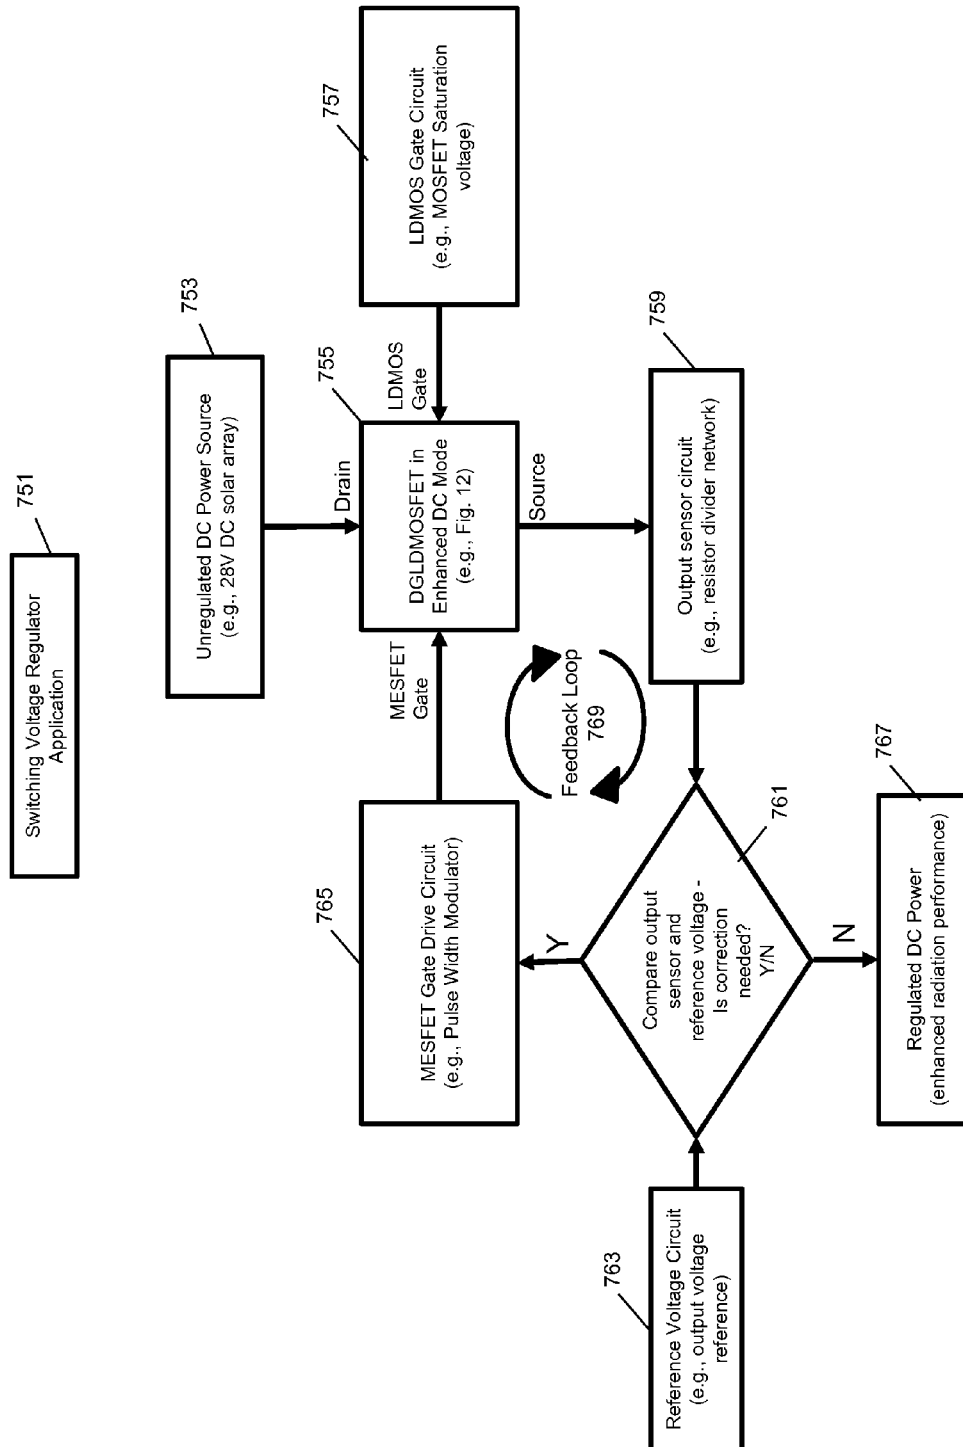 Switching Voltage Regulator
Application
751
Unregulated DC Power Source
(e.g., 28V DC solar array)
753
Drain
MESFET Gate Drive Circuit
(e.g., Pulse Width Modulator)
765
MESFET
Gate
DGLDMOSFET in
Enhanced DC Mode
(e.g., Fig. 12)
755
LDMOS
Gate
LDMOS Gate Circuit
(e.g., MOSFET Saturation
voltage)
757
Source
Y
Feedback Loop
769
Reference Voltage Circuit
(e.g., output voltage
reference)
763
Compare output
sensor and
reference voltage -
Is correction
needed?
Y/N
761
Output sensor circuit
(e.g., resistor divider network)
759
N
Regulated DC Power
(enhanced radiation performance)
767